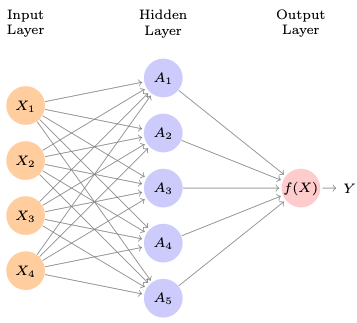 Input
Layer
Hidden
Layer
Output
Layer
X₁
X₂
X₃
X₄
A₁
A₂
A₃
A₄
A₅
f(X)
Y